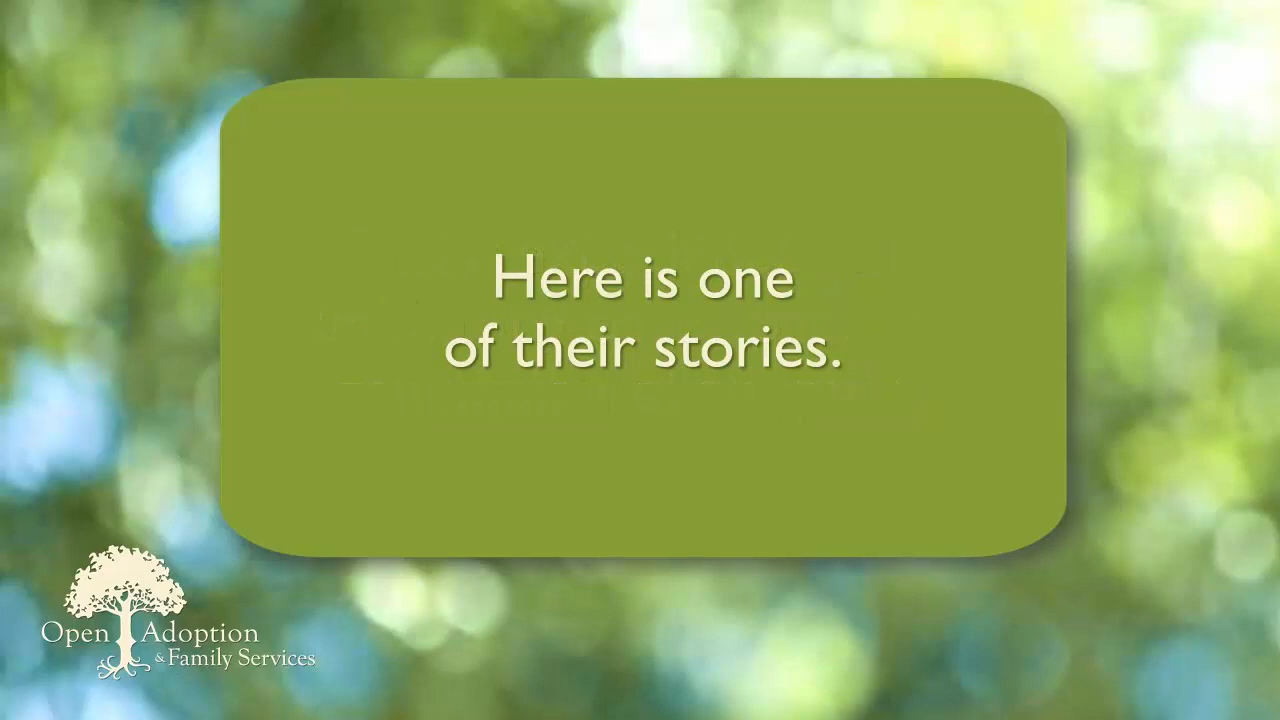 Here is one
of their stories.
Open Adoption
& Family Services